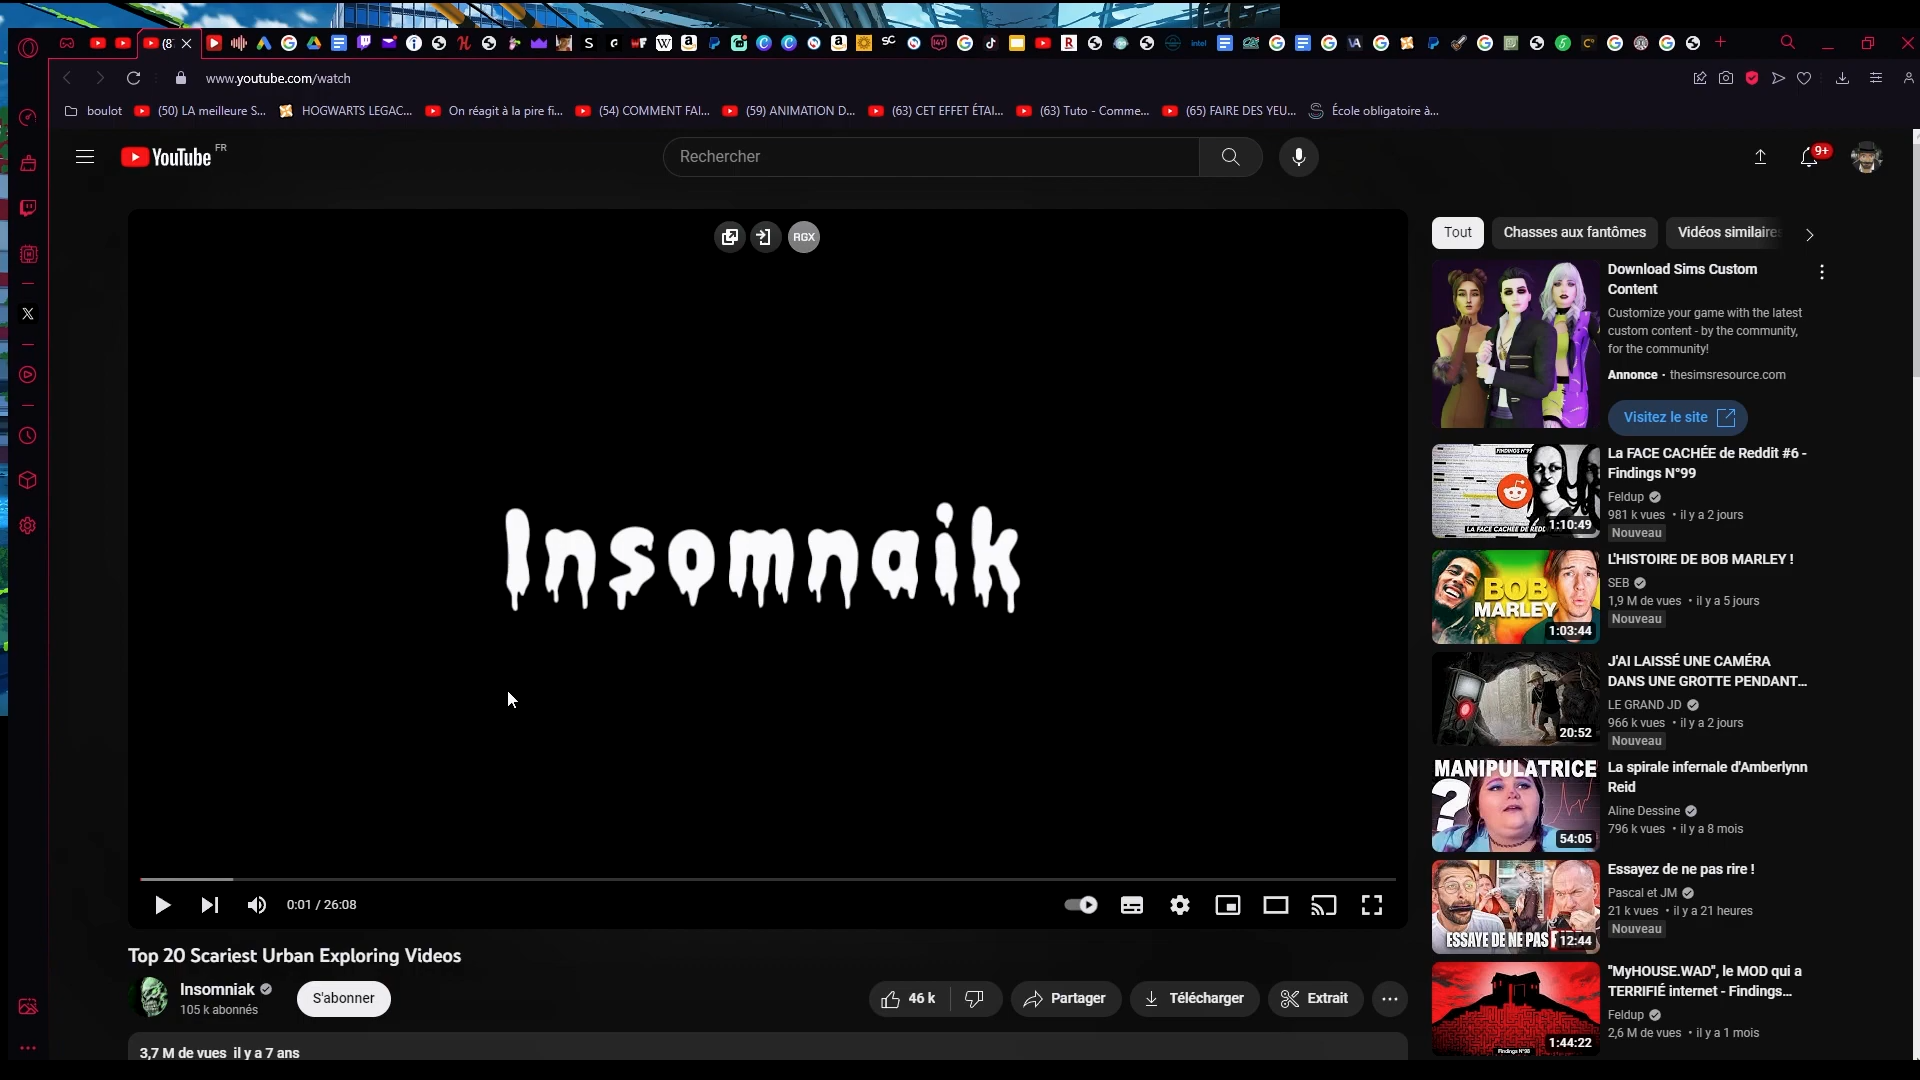 (8
www.youtube.com/watch
boulot
(50) LA meilleure S...
HOGWARTS LEGAC...
On réagit à la pire fi...
(54) COMMENT FAI...
(59) ANIMATION D...
(63) CET EFFET ÉTAI...
(63) Tuto - Comme...
(65) FAIRE DES YEU...
École obligatoire à...
YouTube FR
Rechercher
9+
RGX
Insomnaik
0:01 / 26:08
Top 20 Scariest Urban Exploring Videos
Insomniak
105 k abonnés
S'abonner
46 k
Partager
Télécharger
Extrait
3,7 M de vues il y a 7 ans
Tout
Chasses aux fantômes
Vidéos similaires
Download Sims Custom
Content
Customize your game with the latest
custom content - by the community,
for the community!
Annonce · thesimsresource.com
Visitez le site
1:10:49
La FACE CACHÉE de Reddit #6 -
Findings N°99
Feldup
981 k vues • il y a 2 jours
Nouveau
BOB
MARLEY
1:03:44
L'HISTOIRE DE BOB MARLEY !
SEB
1,9 M de vues • il y a 5 jours
Nouveau
20:52
J'AI LAISSÉ UNE CAMÉRA
DANS UNE GROTTE PENDANT...
LE GRAND JD
966 k vues • il y a 2 jours
Nouveau
MANIPULATRICE
?
54:05
La spirale infernale d'Amberlynn
Reid
Aline Dessine
796 k vues • il y a 8 mois
ESSAYE DE NE PAS
12:44
Essayez de ne pas rire !
Pascal et JM
21 k vues • il y a 21 heures
Nouveau
1:44:22
"MyHOUSE.WAD", le MOD qui a
TERRIFIÉ internet - Findings...
Feldup
2,6 M de vues • il y a 1 mois